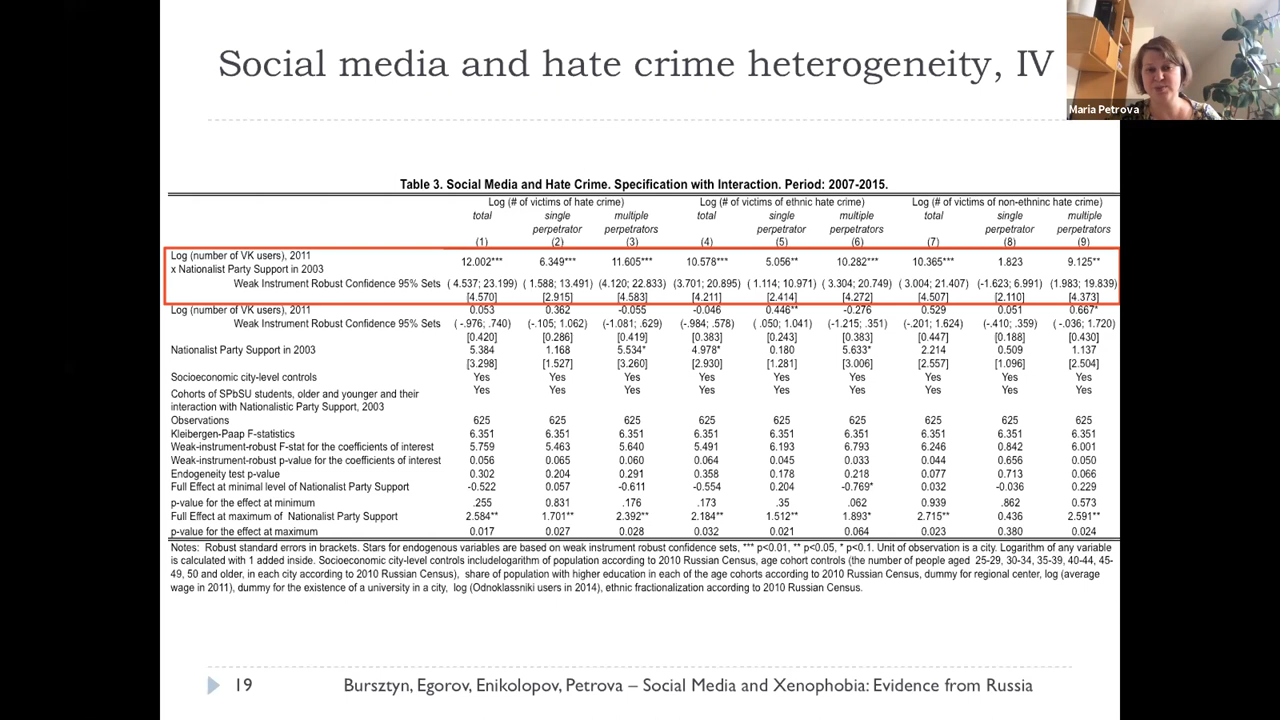 Social media and hate crime heterogeneity, IV
Maria Petrova
Table 3. Social Media and Hate Crime. Specification with Interaction. Period: 2007-2015.
Log (# of victims of hate crime) Log (# of victims of ethnic hate crime) Log (# of victims of non-ethninc hate crime)
total single multiple total single multiple total single multiple
perpetrator perpetrators perpetrator perpetrators perpetrator perpetrators
(1) (2) (3) (4) (5) (6) (7) (8) (9)
Log (number of VK users), 2011
x Nationalist Party Support in 2003 12.002*** 6.349*** 11.605*** 10.578*** 5.056** 10.282*** 10.365*** 1.823 9.125**
Weak Instrument Robust Confidence 95% Sets ( 4.537; 23.199) ( 1.588; 13.491) (4.120; 22.833) (3.701; 20.895) ( 1.114; 10.971) ( 3.304; 20.749) ( 3.004; 21.407) (-1.623; 6.991) (1.983; 19.839)
[4.570] [2.915] [4.583] [4.211] [2.414] [4.272] [4.507] [2.110] [4.373]
Log (number of VK users), 2011 0.053 0.362 -0.055 -0.046 0.446** -0.276 0.529 0.051 0.667*
Weak Instrument Robust Confidence 95% Sets (-.976; .740) (-.105; 1.062) (-1.081; .629) (-.984; .578) (.050; 1.041) (-1.215; .351) (-.201; 1.624) (-.410; .359) (-.036; 1.720)
[0.420] [0.286] [0.419] [0.383] [0.243] [0.383] [0.447] [0.188] [0.430]
Nationalist Party Support in 2003 5.384 1.168 5.534* 4.978* 0.180 5.633* 2.214 0.509 1.137
[3.298] [1.527] [3.260] [2.930] [1.281] [3.006] [2.557] [1.096] [2.504]
Socioeconomic city-level controls Yes Yes Yes Yes Yes Yes Yes Yes Yes
Cohorts of SPbSU students, older and younger and their Yes Yes Yes Yes Yes Yes Yes Yes Yes
interaction with Nationalistic Party Support, 2003
Observations 625 625 625 625 625 625 625 625 625
Kleibergen-Paap F-statistics 6.351 6.351 6.351 6.351 6.351 6.351 6.351 6.351 6.351
Weak-instrument-robust F-stat for the coefficients of interest 5.759 5.463 5.640 5.491 6.193 6.793 6.246 0.842 6.001
Weak-instrument-robust p-value for the coefficients of interest 0.056 0.065 0.060 0.064 0.045 0.033 0.044 0.656 0.050
Endogeneity test p-value 0.302 0.204 0.291 0.358 0.178 0.218 0.077 0.713 0.066
Full Effect at minimal level of Nationalist Party Support -0.522 0.057 -0.611 -0.554 0.204 -0.769* 0.032 -0.036 0.229
p-value for the effect at minimum .255 0.831 .176 .173 .35 .062 0.939 .862 0.573
Full Effect at maximum of Nationalist Party Support 2.584** 1.701** 2.392** 2.184** 1.512** 1.893* 2.715** 0.436 2.591**
p-value for the effect at maximum 0.017 0.027 0.028 0.032 0.021 0.064 0.023 0.380 0.024
Notes: Robust standard errors in brackets. Stars for endogenous variables are based on weak instrument robust confidence sets, *** p<0.01, ** p<0.05, * p<0.1. Unit of observation is a city. Logarithm of any variable
is calculated with 1 added inside. Socioeconomic city-level controls includelogarithm of population according to 2010 Russian Census, age cohort controls (the number of people aged 25-29, 30-34, 35-39, 40-44, 45-
49, 50 and older, in each city according to 2010 Russian Census), share of population with higher education in each of the age cohorts according to 2010 Russian Census, dummy for regional center, log (average
wage in 2011), dummy for the existence of a university in a city, log (Odnoklassniki users in 2014), ethnic fractionalization according to 2010 Russian Census.
19 Bursztyn, Egorov, Enikolopov, Petrova – Social Media and Xenophobia: Evidence from Russia